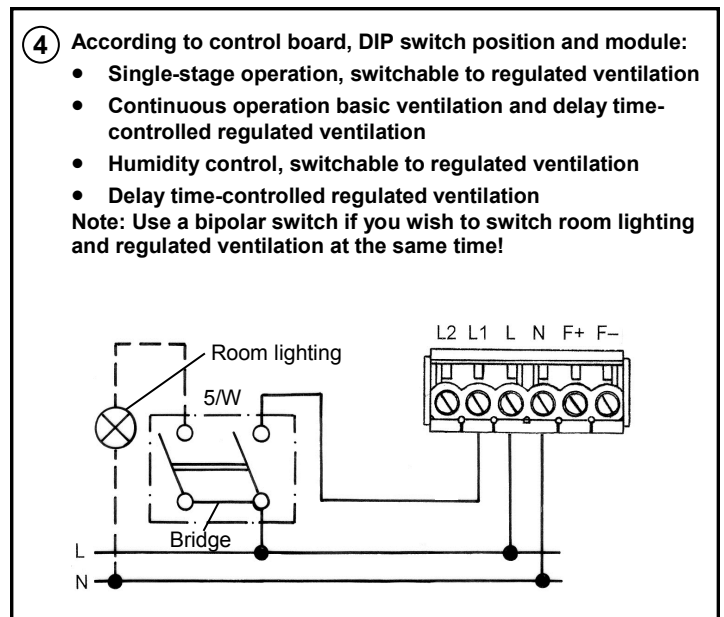 4 According to control board, DIP switch position and module:
• Single-stage operation, switchable to regulated ventilation
• Continuous operation basic ventilation and delay time-
controlled regulated ventilation
• Humidity control, switchable to regulated ventilation
• Delay time-controlled regulated ventilation
Note: Use a bipolar switch if you wish to switch room lighting
and regulated ventilation at the same time!
L2 L1 L N F+ F–
Room lighting
5/W
Bridge
L
N